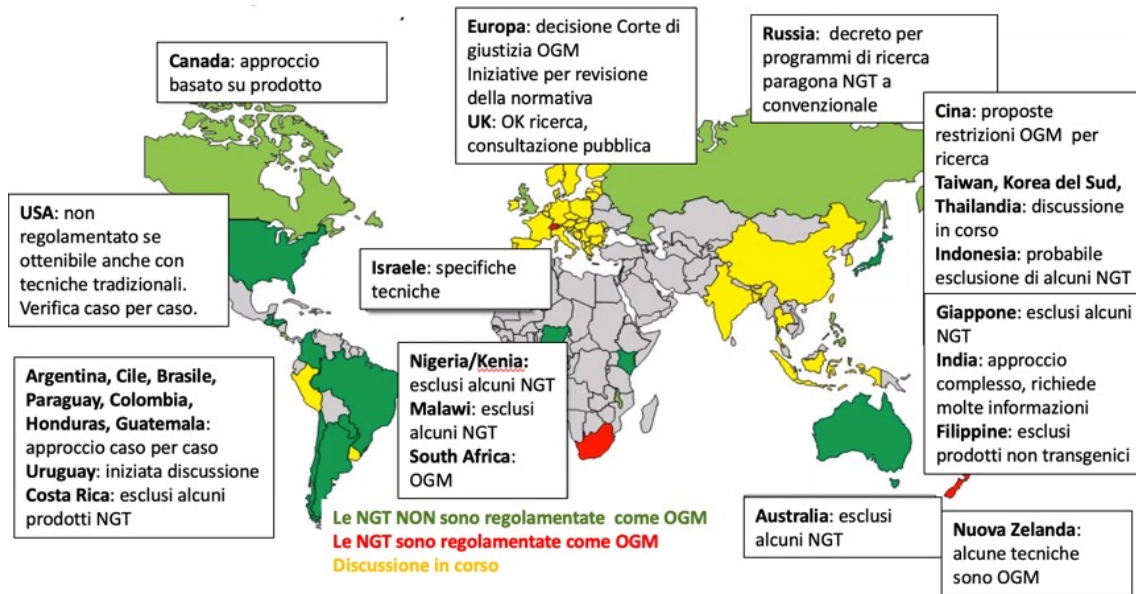 Canada: approccio
basato su prodotto
Europa: decisione Corte di
giustizia OGM
Iniziative per revisione
della normativa
UK: OK ricerca,
consultazione pubblica
Russia: decreto per
programmi di ricerca
paragona NGT a
convenzionale
Cina: proposte
restrizioni OGM per
ricerca
Taiwan, Korea del Sud,
Thailandia: discussione
in corso
Indonesia: probabile
esclusione di alcuni NGT
USA: non
regolamentato se
ottenibile anche con
tecniche tradizionali.
Verifica caso per caso.
Israele: specifiche
tecniche
Giappone: esclusi alcuni
NGT
India: approccio
complesso, richiede
molte informazioni
Filippine: esclusi
prodotti non transgenici
Argentina, Cile, Brasile,
Paraguay, Colombia,
Honduras, Guatemala:
approccio caso per caso
Uruguay: iniziata discussione
Costa Rica: esclusi alcuni
prodotti NGT
Nigeria/Kenia:
esclusi alcuni NGT
Malawi: esclusi
alcuni NGT
South Africa:
OGM
Le NGT NON sono regolamentate come OGM
Le NGT sono regolamentate come OGM
Discussione in corso
Australia: esclusi
alcuni NGT
Nuova Zelanda:
alcune tecniche
sono OGM